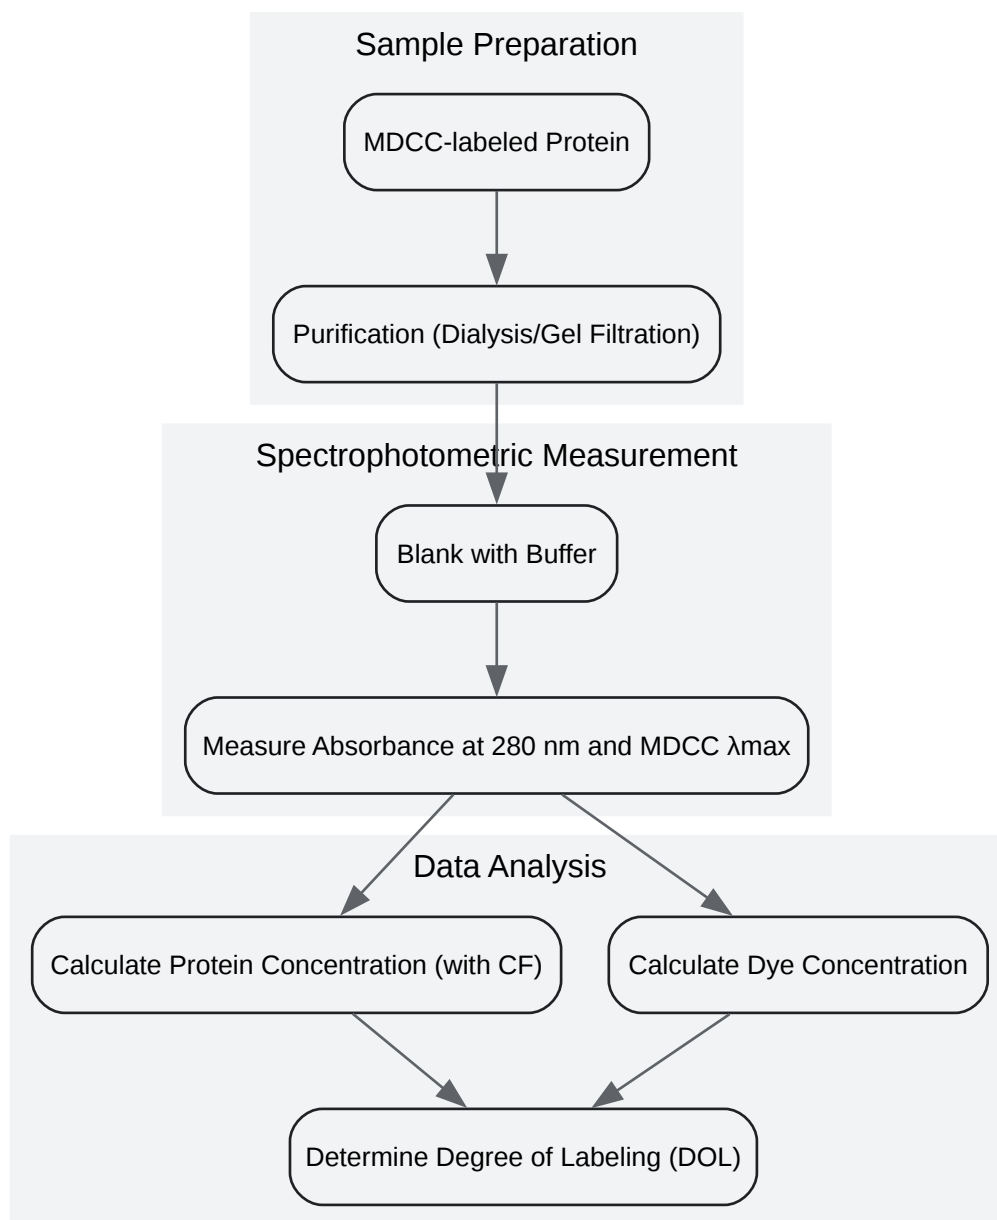 Sample Preparation
MDCC-labeled Protein
Purification (Dialysis/Gel Filtration)
Spectrophotometric Measurement
Blank with Buffer
Measure Absorbance at 280 nm and MDCC λmax
Data Analysis
Calculate Protein Concentration (with CF)
Calculate Dye Concentration
Determine Degree of Labeling (DOL)